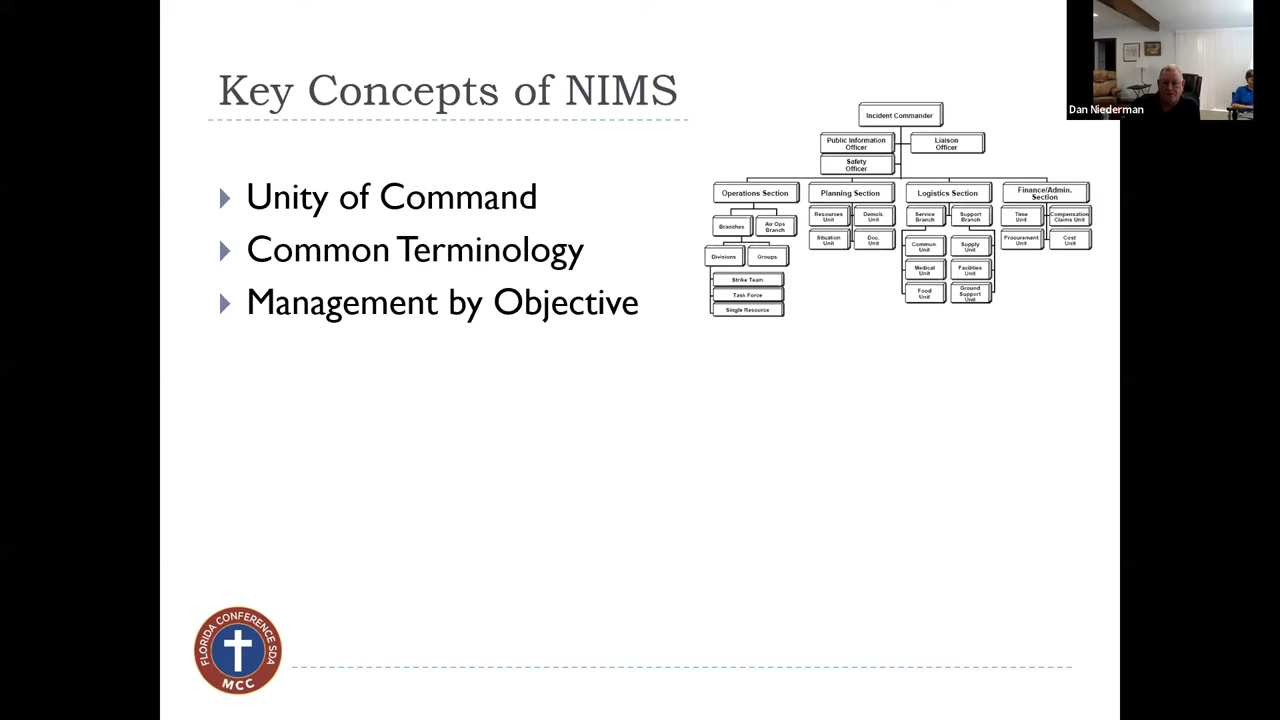 Key Concepts of NIMS
Unity of Command
Common Terminology
Management by Objective
Incident Commander
Public Information
Officer
Liaison
Officer
Safety
Officer
Operations Section
Planning Section
Logistics Section
Finance/Admin.
Section
Branches
Air Ops
Branch
Divisions
Groups
Strike Team
Task Force
Single Resource
Resources
Unit
Demob.
Unit
Situation
Unit
Doc.
Unit
Service
Branch
Support
Branch
Commun.
Unit
Supply
Unit
Medical
Unit
Facilities
Unit
Food
Unit
Ground
Support
Unit
Time
Unit
Compensation
Claims Unit
Procurement
Unit
Cost
Unit
Dan Niederman
FLORIDA CONFERENCE SDA
MCC